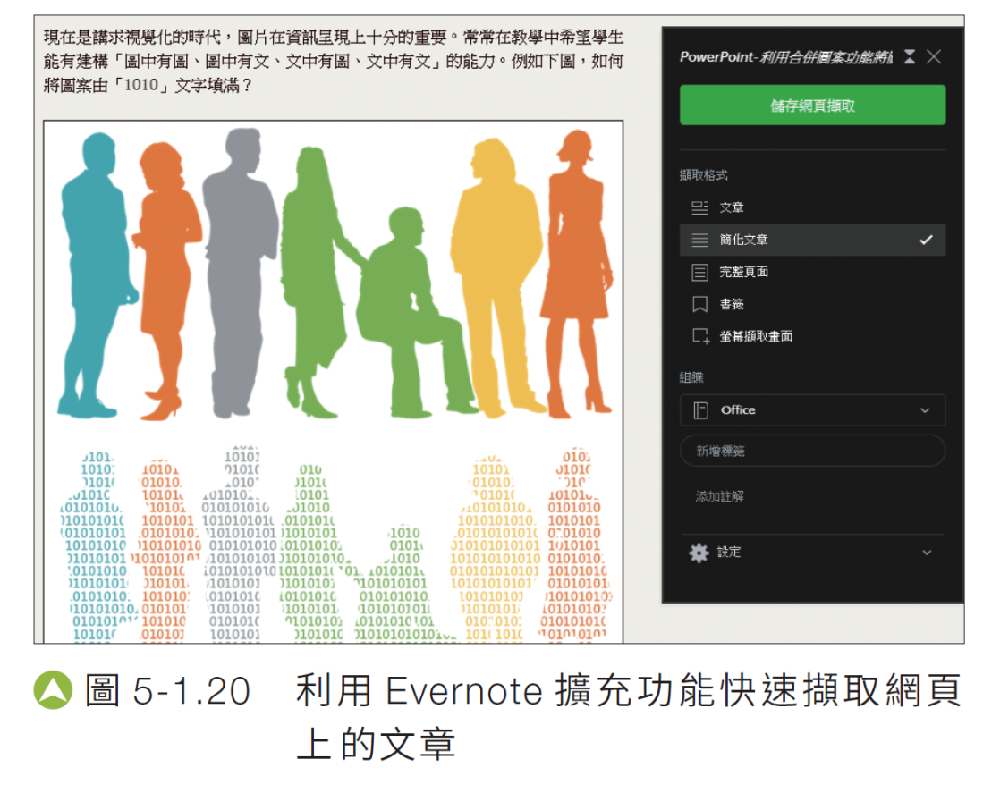 現在是講求視覺化的時代，圖片在資訊呈現上十分的重要。常常在教學中希望學生
能有建構「圖中有圖、圖中有文、文中有圖、文中有文」的能力。例如下圖，如何
將圖案由「1010」文字填滿？
PowerPoint-利用合併圖案功能將
儲存網頁擷取
擷取格式
文章
簡化文章
完整頁面
書籤
螢幕擷取畫面
組織
Office
新增標籤
添加註解
設定
圖 5-1.20 利用 Evernote 擴充功能快速擷取網頁
上的文章